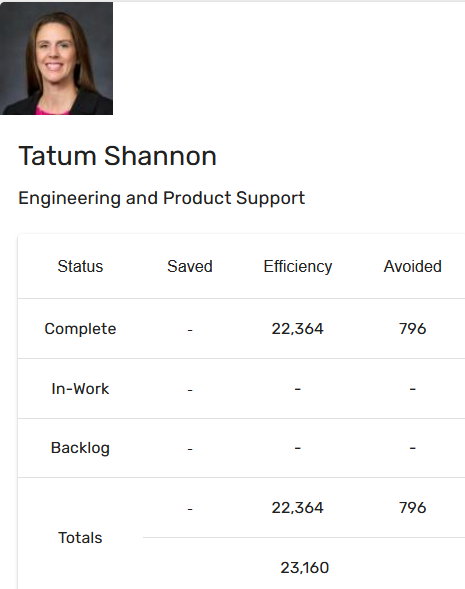 Tatum Shannon
Engineering and Product Support
Status Saved Efficiency Avoided
Complete - 22,364 796
In-Work - - -
Backlog - - -
Totals - 22,364 796
23,160